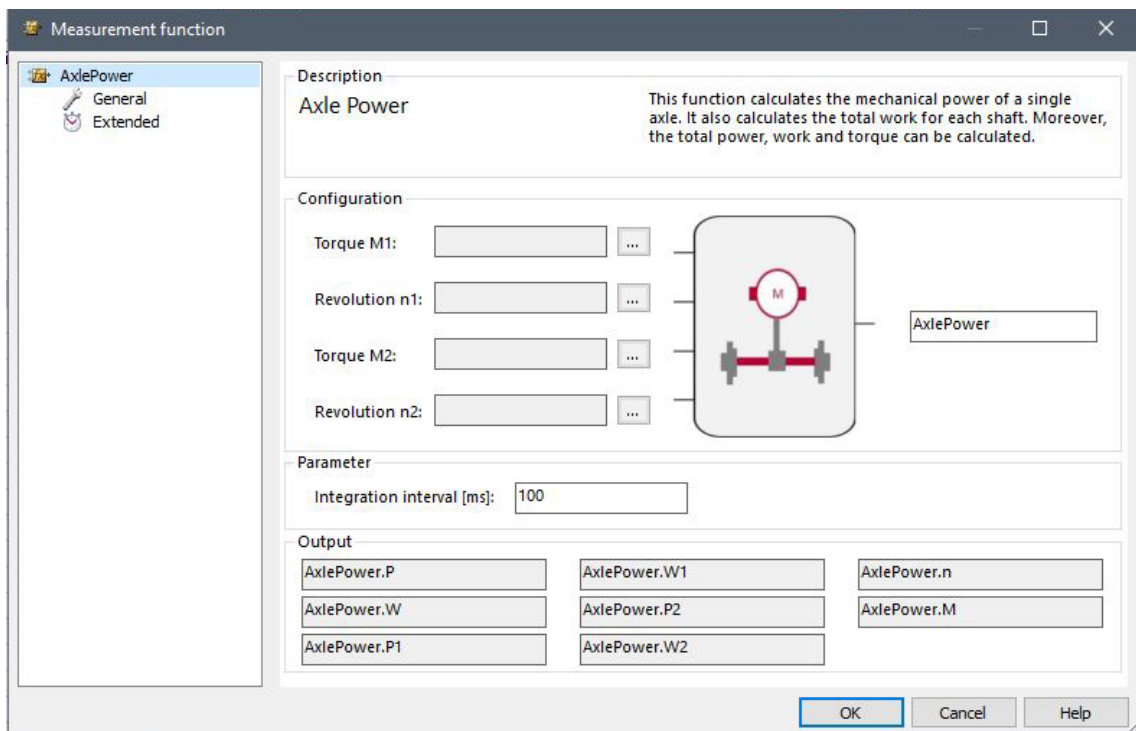 Measurement function
AxlePower
General
Extended
Description
Axle Power
This function calculates the mechanical power of a single
axle. It also calculates the total work for each shaft. Moreover,
the total power, work and torque can be calculated.
Configuration
Torque M1:
...
Revolution n1:
...
Torque M2:
...
Revolution n2:
...
M
AxlePower
Parameter
Integration interval [ms]:
100
Output
AxlePower.P
AxlePower.W1
AxlePower.n
AxlePower.W
AxlePower.P2
AxlePower.M
AxlePower.P1
AxlePower.W2
OK
Cancel
Help